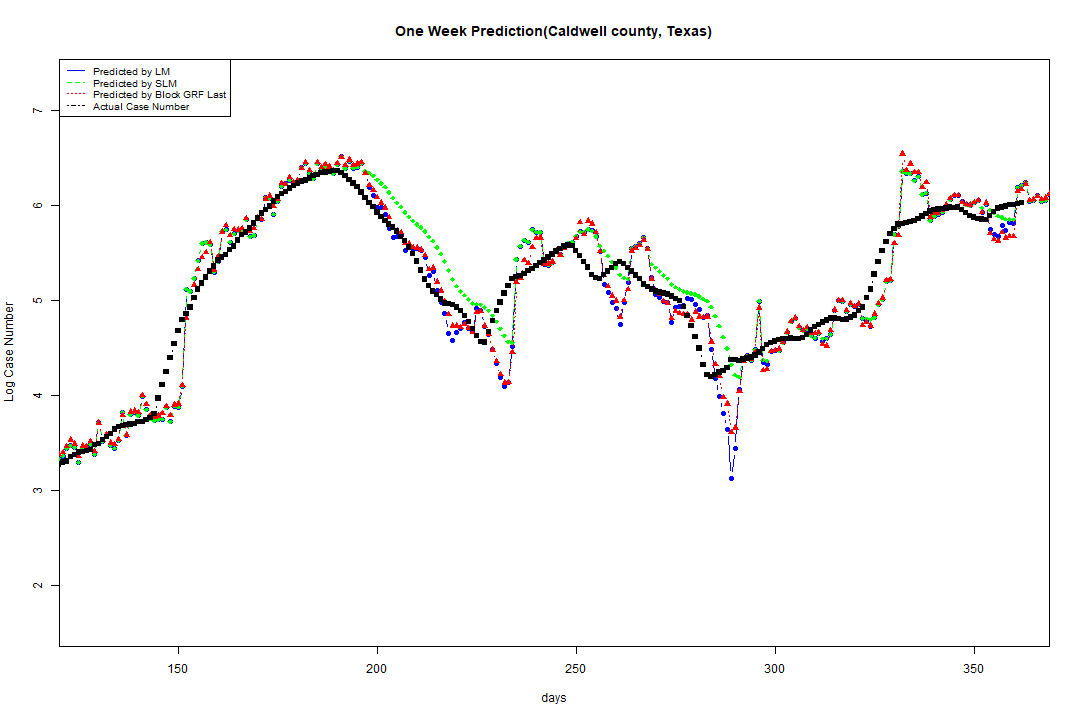 One Week Prediction(Caldwell county, Texas)
Predicted by LM
Predicted by SLM
Predicted by Block GRF Last
Actual Case Number
Log Case Number
7
6
5
4
3
2
150 200 250 300 350
days